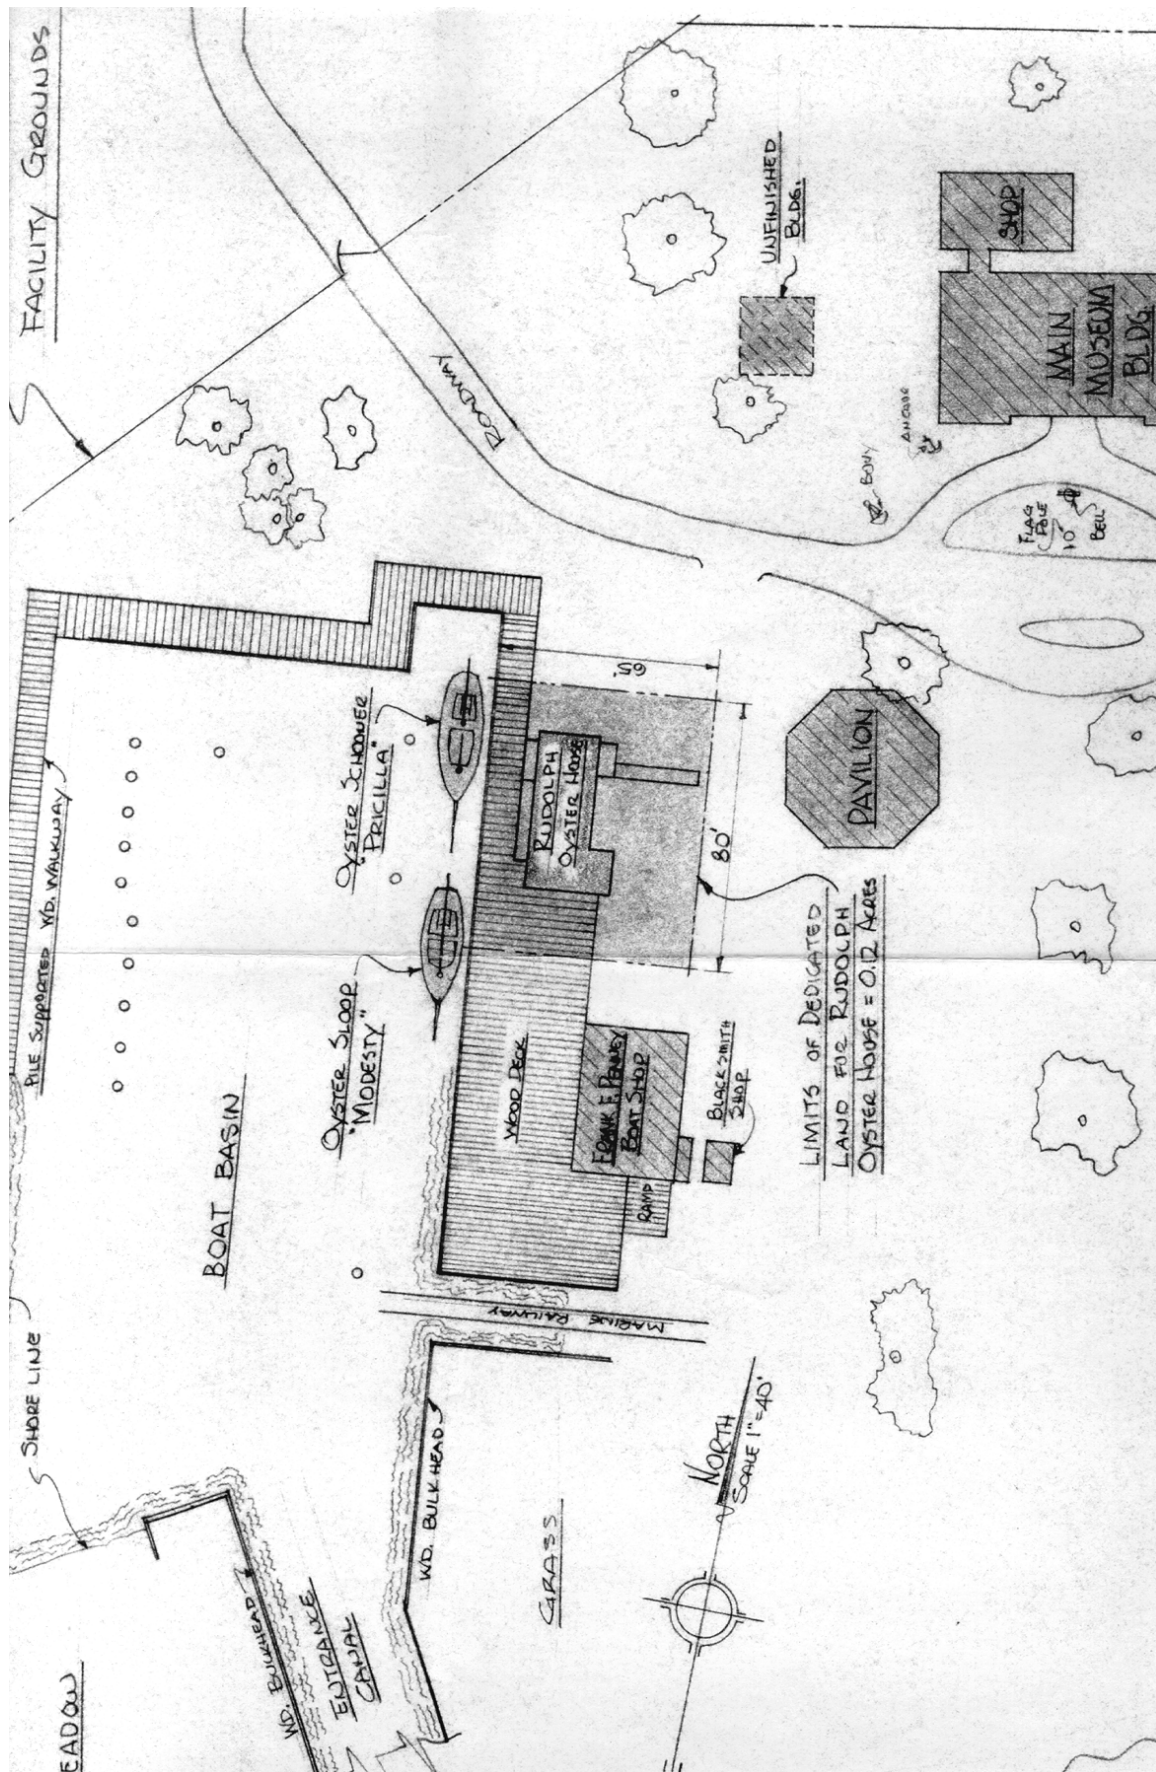 FACILITY GROUNDS
ROADWAY
UNFINISHED
BLDG.
SHOP
MAIN
MUSEUM
BLDG.
ANCHOR
BOUY
FLAG
POLE
10'
BELL
PILE SUPPORTED WD. WALKWAY
OYSTER SCHOONER
"PRICILLA"
65'
RUDOLPH
OYSTER HOUSE
80'
PAVILION
LIMITS OF DEDICATED
LAND FOR RUDOLPH
OYSTER HOUSE = 0.12 ACRES
OYSTER SLOOP
"MODESTY"
WOOD DECK
FRANK F. PENNEY
BOAT SHOP
BLACKSMITH
SHOP
RAMP
BOAT BASIN
MARINE RAILWAY
SHORE LINE
WD. BULKHEAD
NORTH
SCALE 1"=40'
GRASS
WD. BULKHEAD
ENTRANCE
CANAL
EADOW